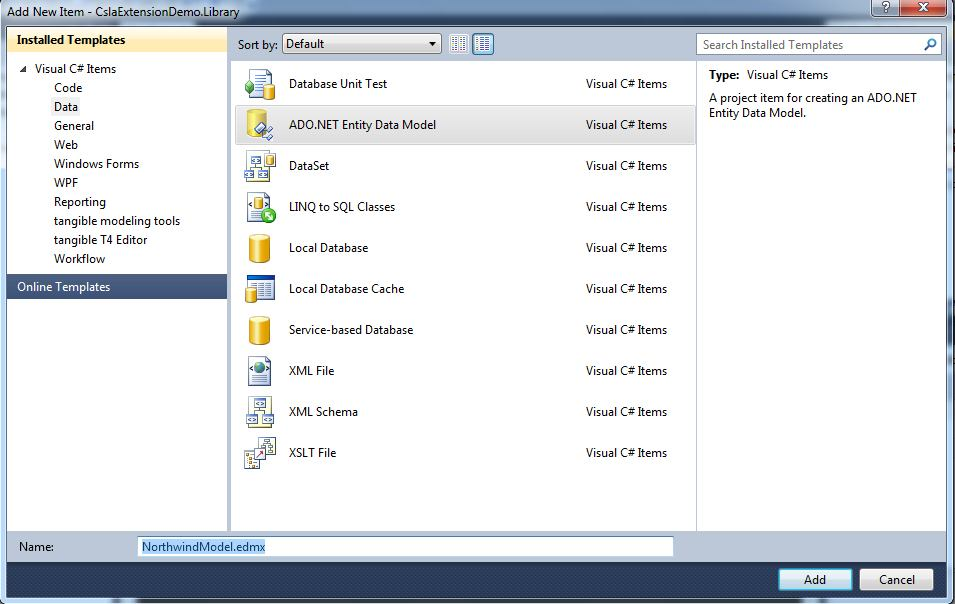 Add New Item - CslaExtensionDemo.Library
?
Installed Templates
Visual C# Items
Code
Data
General
Web
Windows Forms
WPF
Reporting
tangible modeling tools
tangible T4 Editor
Workflow
Online Templates
Sort by: Default
Database Unit Test Visual C# Items
ADO.NET Entity Data Model Visual C# Items
DataSet Visual C# Items
LINQ to SQL Classes Visual C# Items
Local Database Visual C# Items
Local Database Cache Visual C# Items
Service-based Database Visual C# Items
XML File Visual C# Items
XML Schema Visual C# Items
XSLT File Visual C# Items
Search Installed Templates
Type: Visual C# Items
A project item for creating an ADO.NET
Entity Data Model.
Name: NorthwindModel.edmx
Add Cancel